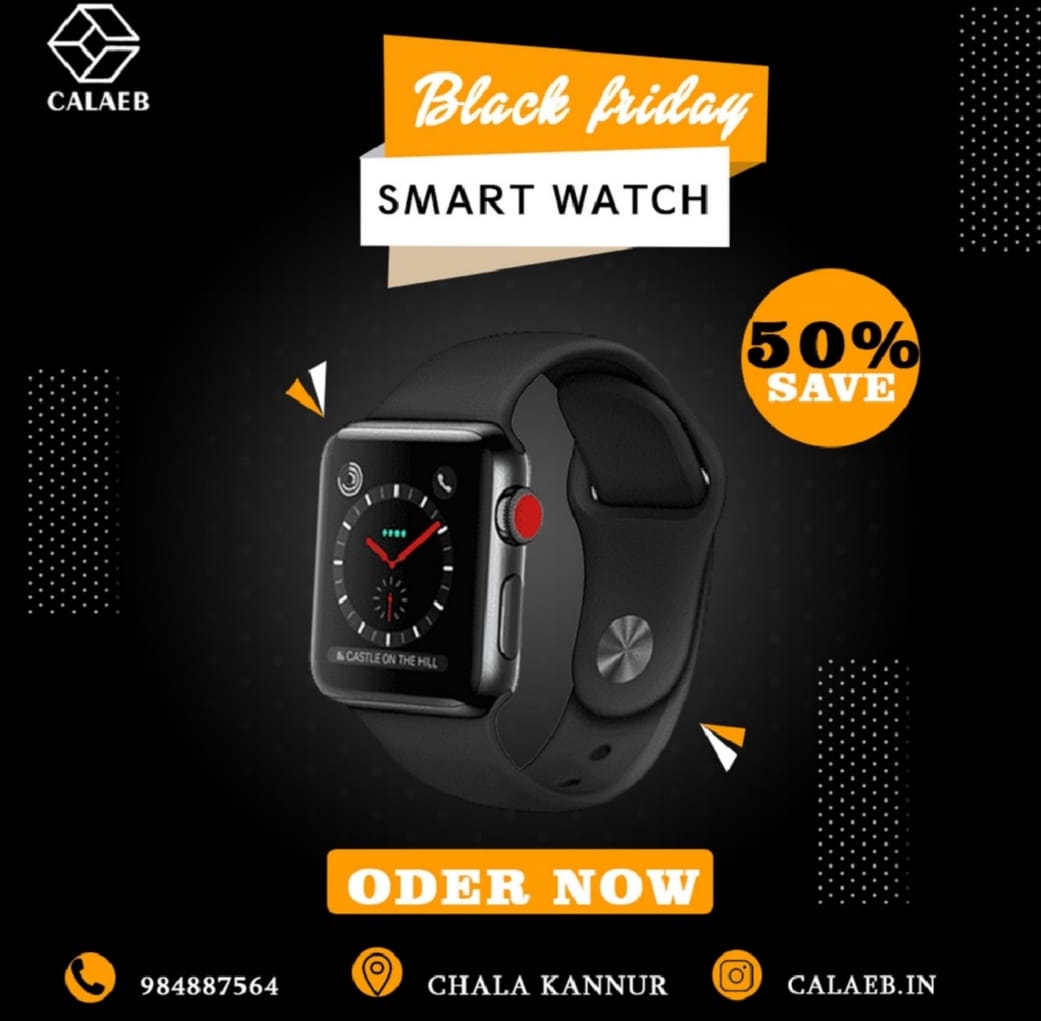 CALAEB
Black friday
SMART WATCH
50%
SAVE
CASTLE ON THE HILL
ODER NOW
984887564
CHALA KANNUR
CALAEB.IN